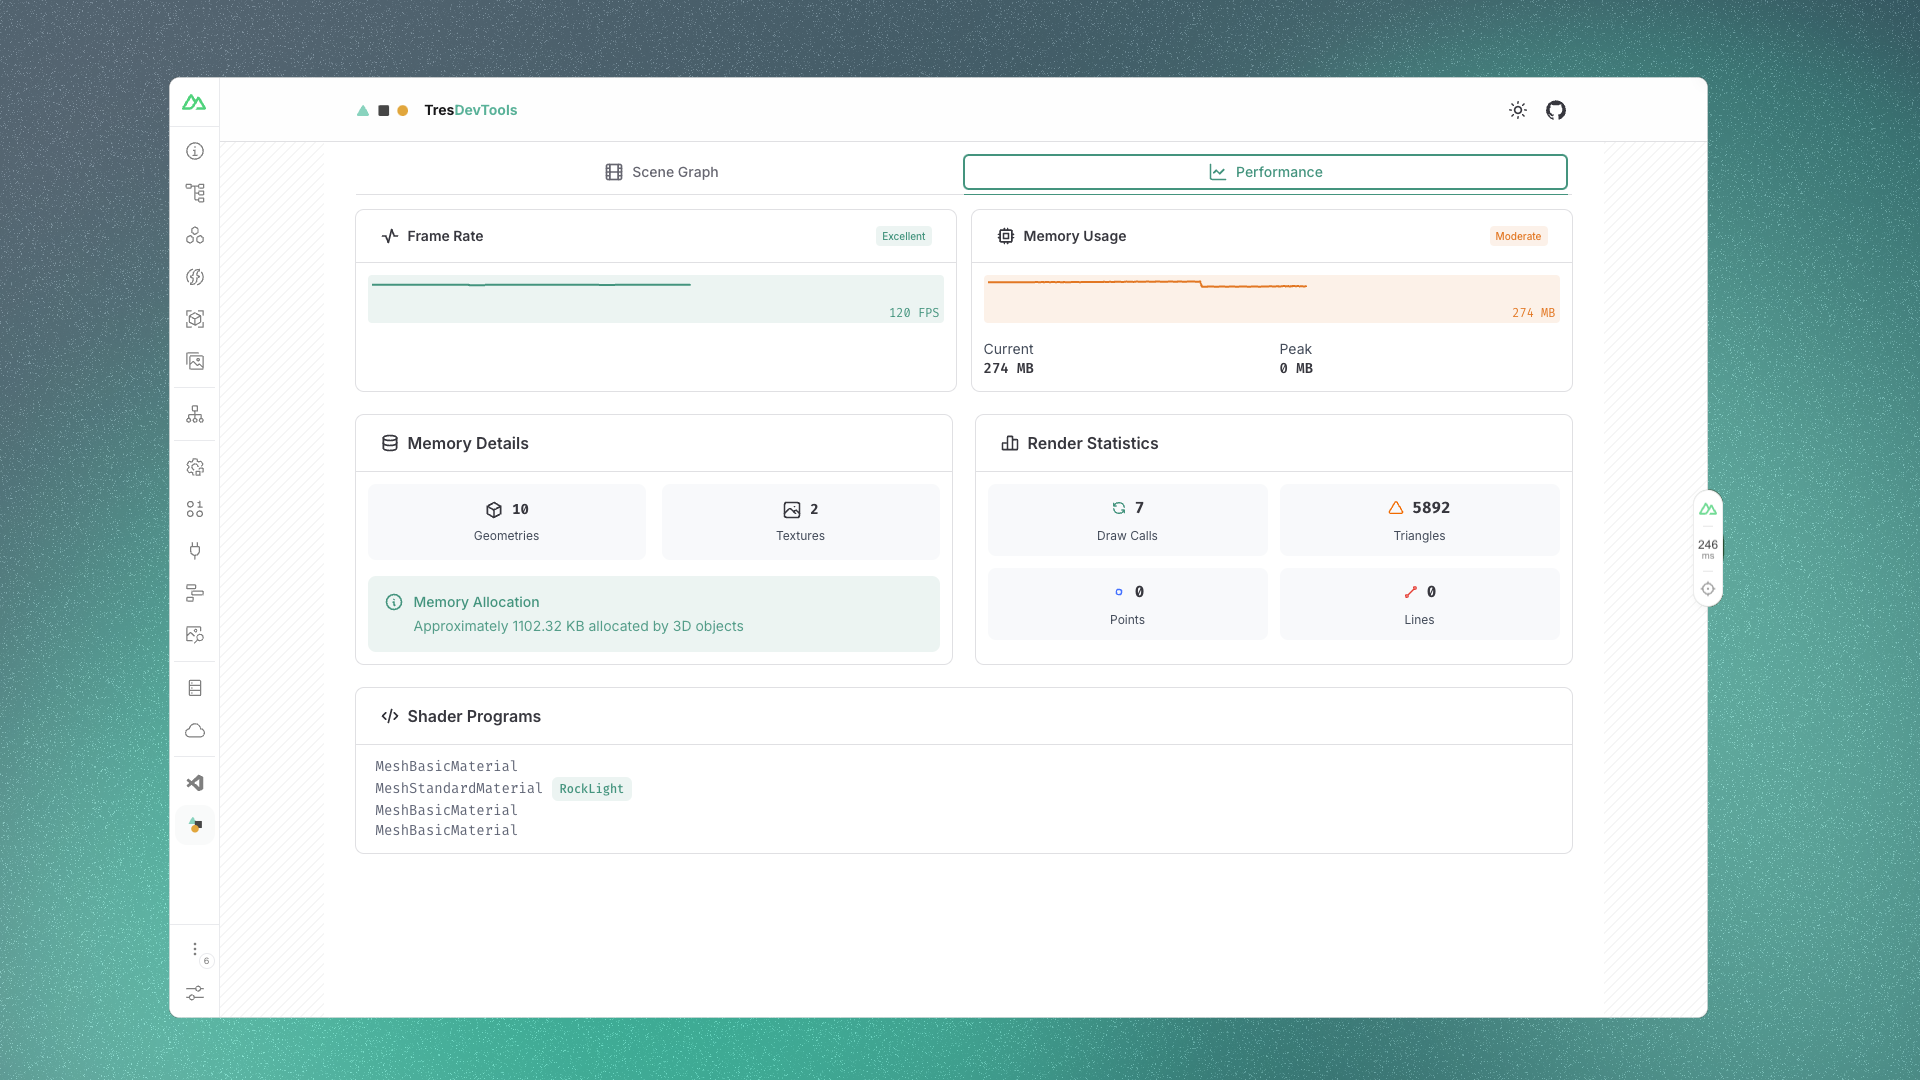 TresDevTools
Scene Graph
Performance
Frame Rate
Excellent
120 FPS
Memory Usage
Moderate
274 MB
Current
274 MB
Peak
0 MB
Memory Details
10
Geometries
2
Textures
Memory Allocation
Approximately 1102.32 KB allocated by 3D objects
Render Statistics
7
Draw Calls
5892
Triangles
0
Points
0
Lines
Shader Programs
MeshBasicMaterial
MeshStandardMaterial RockLight
MeshBasicMaterial
MeshBasicMaterial
6
246
ms